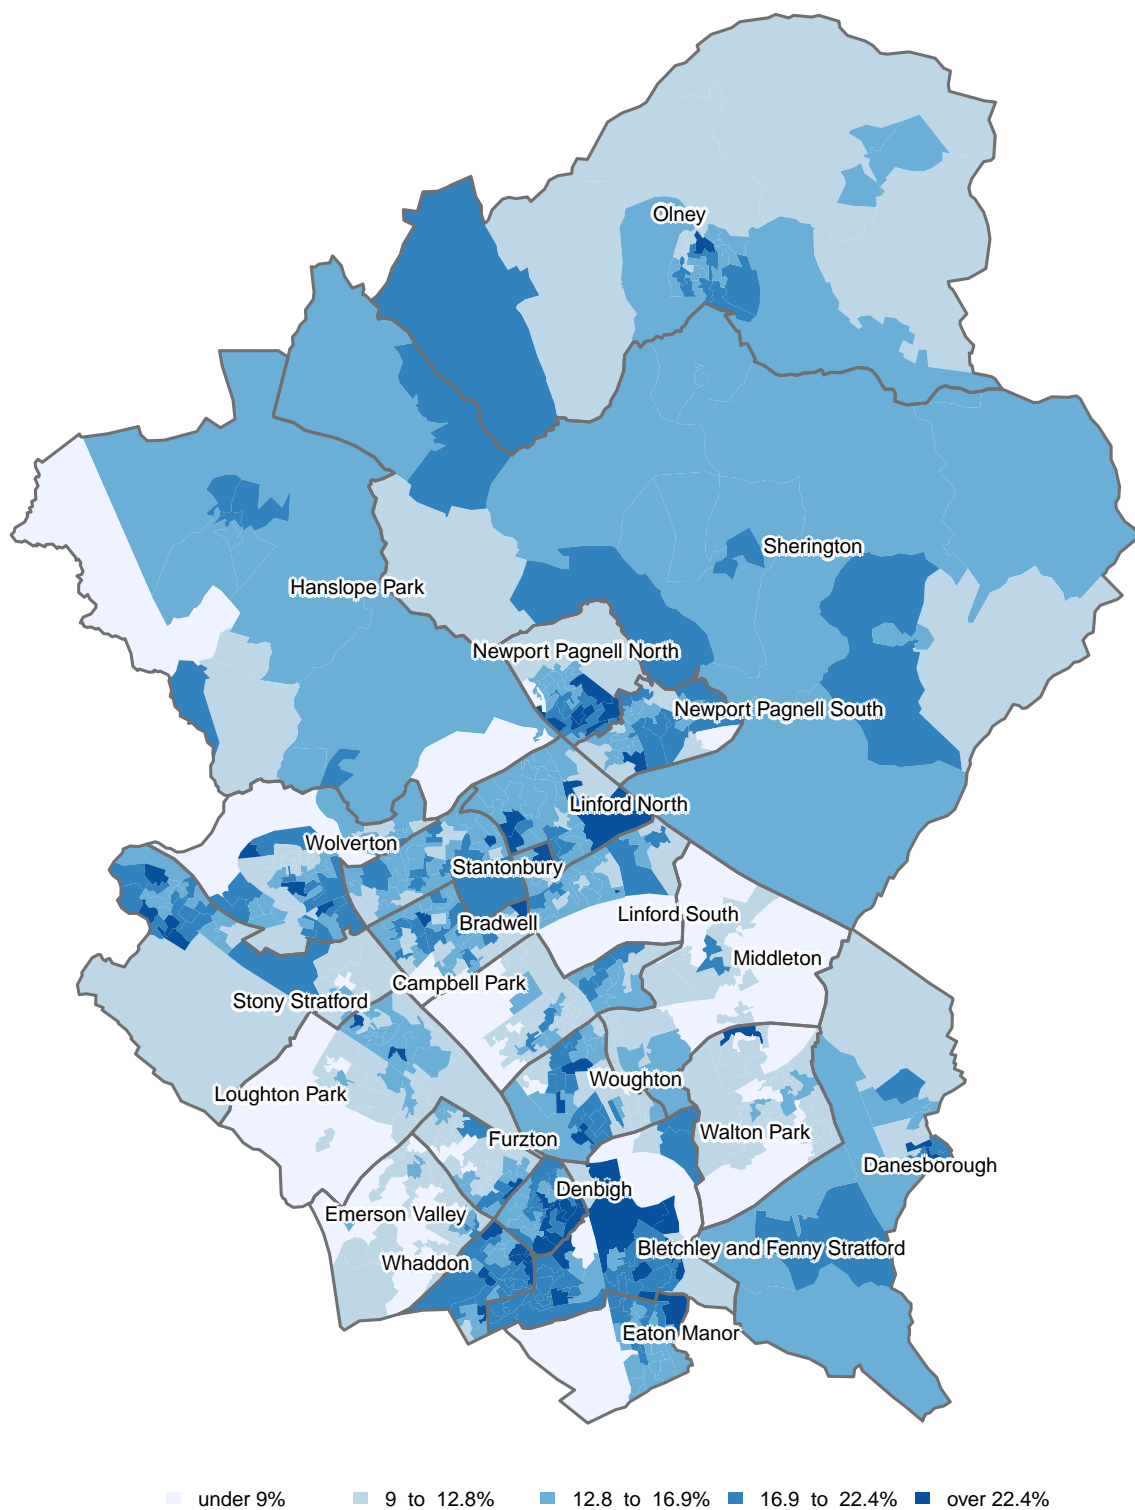 Olney
Sherington
Hanslope Park
Newport Pagnell North
Newport Pagnell South
Linford North
Wolverton
Stantonbury
Linford South
Bradwell
Middleton
Campbell Park
Stony Stratford
Woughton
Loughton Park
Walton Park
Furzton
Danesborough
Denbigh
Emerson Valley
Bletchley and Fenny Stratford
Whaddon
Eaton Manor
under 9% 9 to 12.8% 12.8 to 16.9% 16.9 to 22.4% over 22.4%